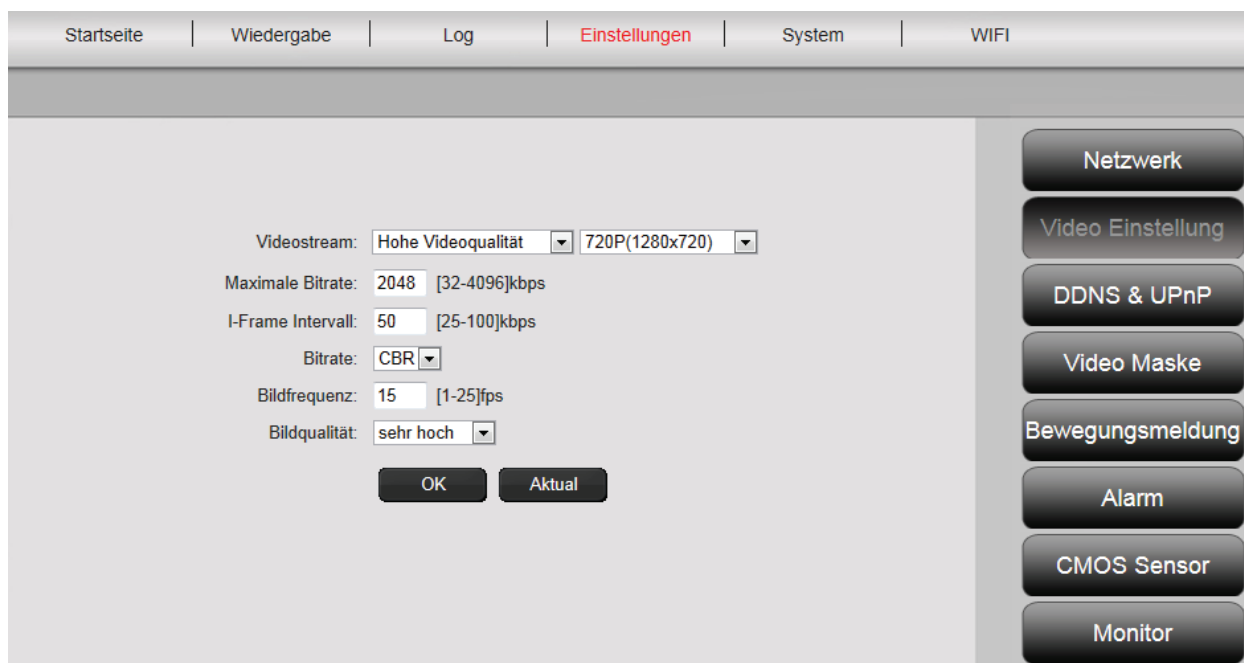 Startseite Wiedergabe Log Einstellungen System WIFI
Netzwerk
Video Einstellung
DDNS & UPnP
Video Maske
Bewegungsmeldung
Alarm
CMOS Sensor
Monitor
Videostream: Hohe Videoqualität 720P(1280x720)
Maximale Bitrate: 2048 [32-4096]kbps
I-Frame Intervall: 50 [25-100]kbps
Bitrate: CBR
Bildfrequenz: 15 [1-25]fps
Bildqualität: sehr hoch
OK Aktual